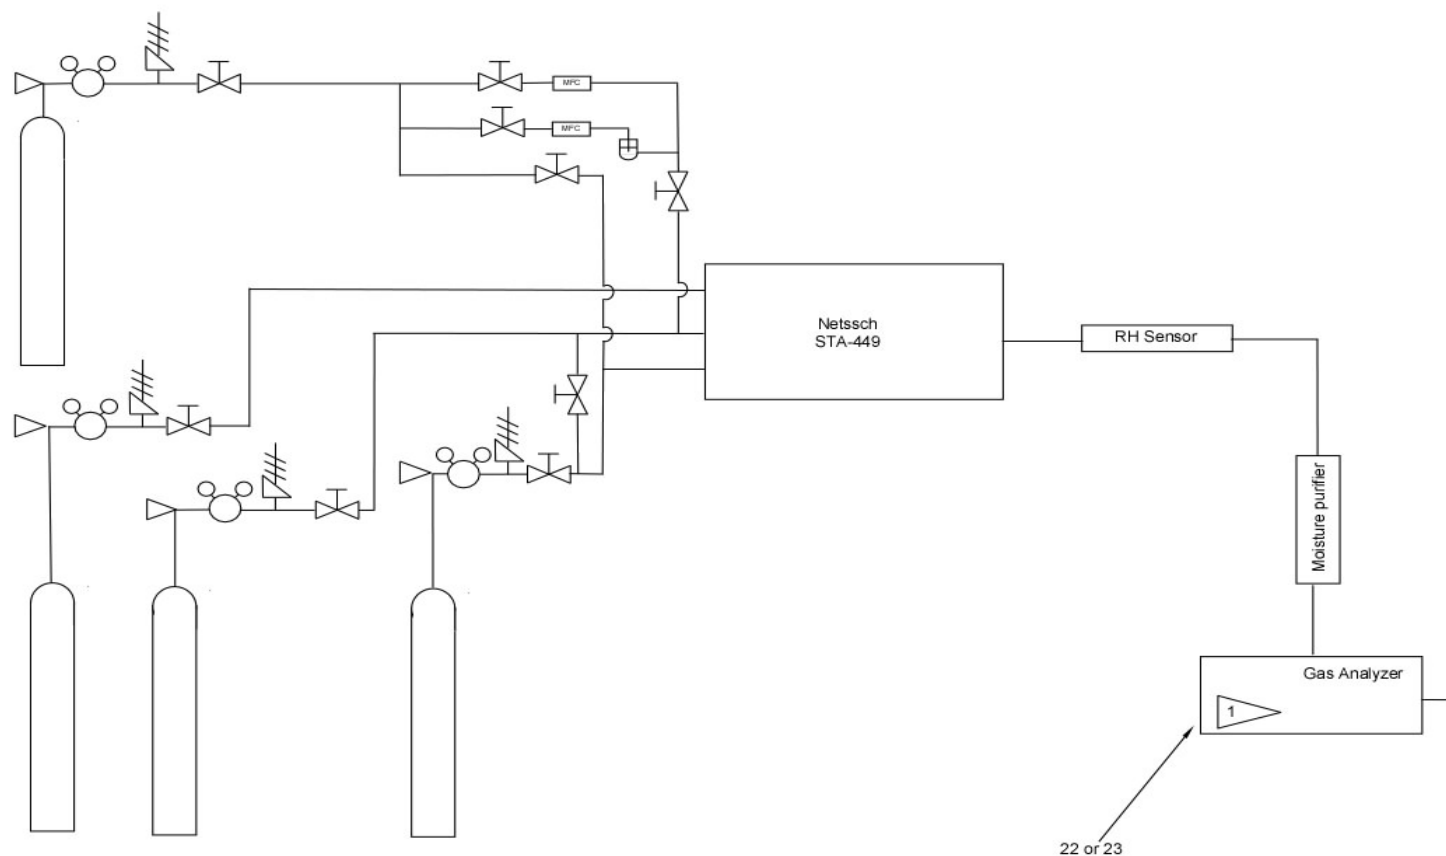 MFC
MFC
Netssch
STA-449
RH Sensor
Moisture purifier
Gas Analyzer
1
22 or 23